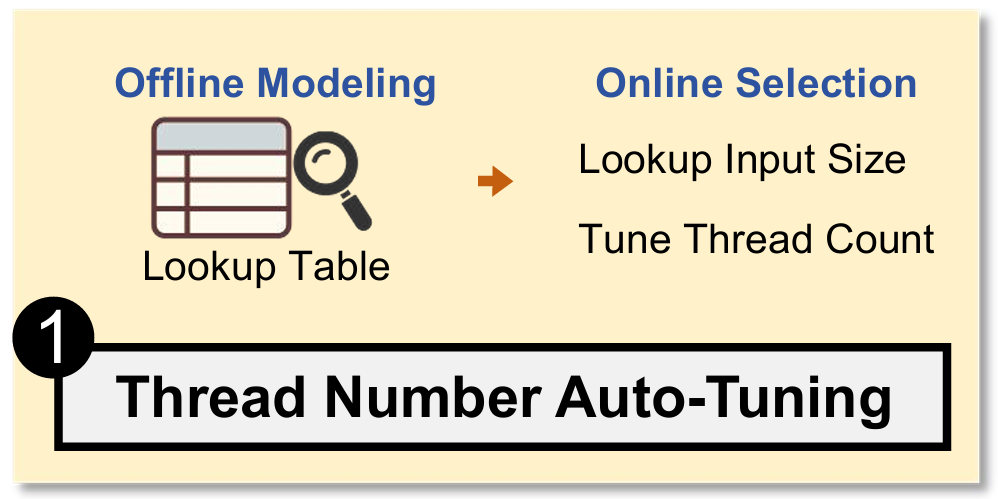 Offline Modeling
Lookup Table
Online Selection
Lookup Input Size
Tune Thread Count
1
Thread Number Auto-Tuning